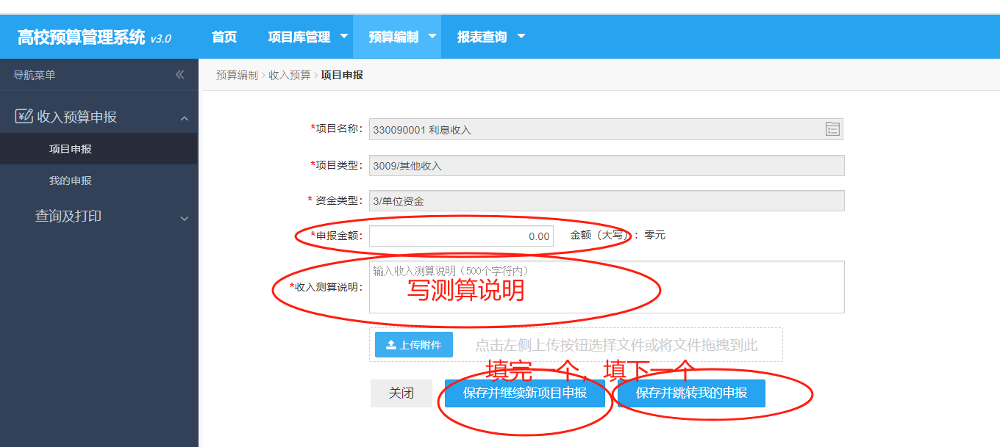 高校预算管理系统 v3.0 首页 项目库管理 预算编制 报表查询
导航菜单
预算编制 > 收入预算 > 项目申报
收入预算申报
项目申报
我的申报
查询及打印
*项目名称: 330090001 利息收入
*项目类型: 3009/其他收入
* 资金类型: 3/单位资金
*申报金额: 0.00 金额（大写）: 零元
*收入测算说明: 输入收入测算说明（500个字符内）
写测算说明
上传附件 点击左侧上传按钮选择文件或将文件拖拽到此
填完一个，填下一个
关闭 保存并继续新项目申报 保存并跳转我的申报